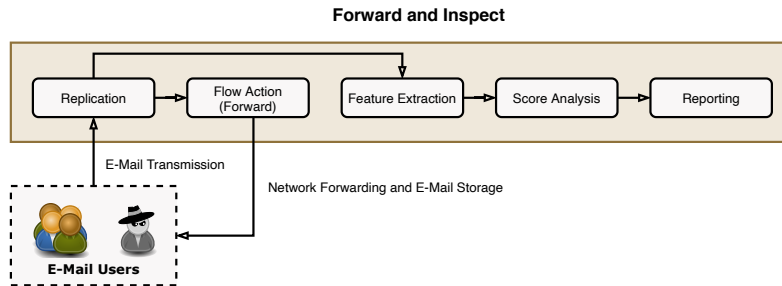 Forward and Inspect
Replication
Flow Action
(Forward)
Feature Extraction
Score Analysis
Reporting
E-Mail Transmission
Network Forwarding and E-Mail Storage
E-Mail Users